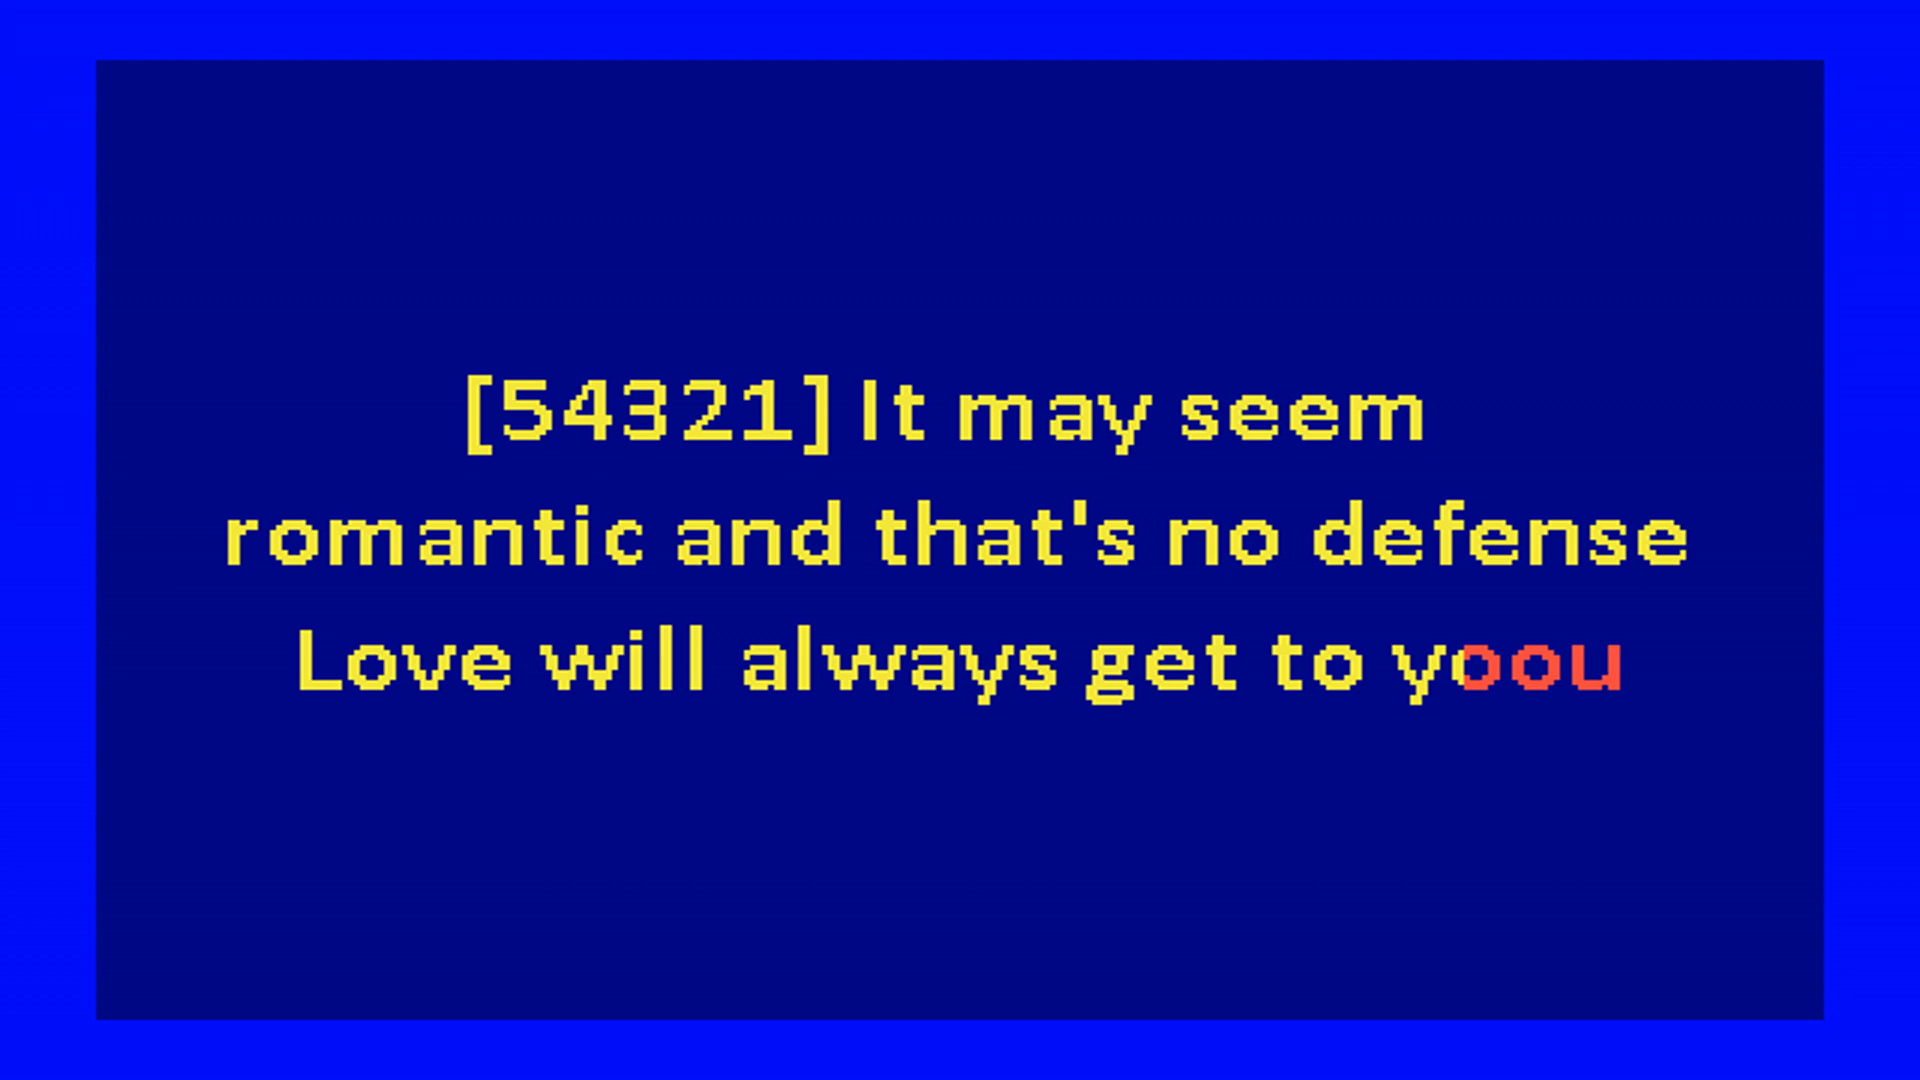 [54321] It may seem
romantic and that's no defense
Love will always get to yoou